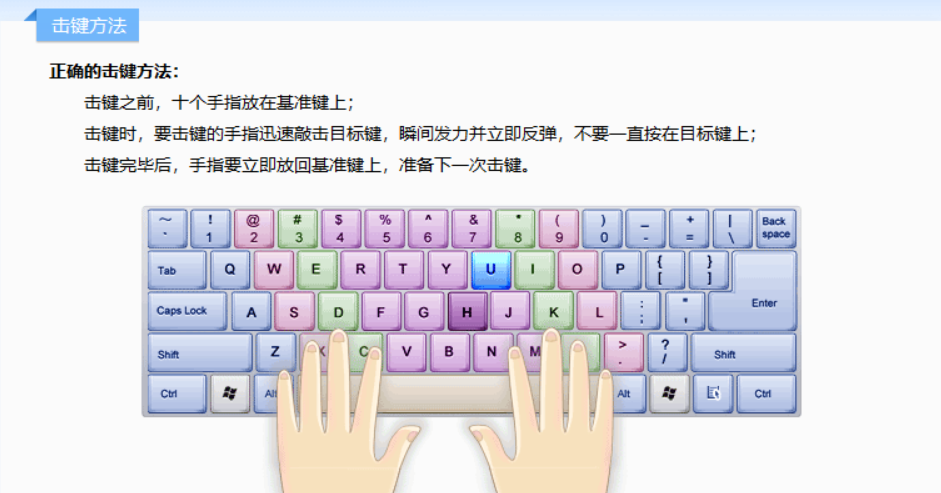 击键方法
正确的击键方法：
击键之前，十个手指放在基准键上；
击键时，要击键的手指迅速敲击目标键，瞬间发力并立即反弹，不要一直按在目标键上；
击键完毕后，手指要立即放回基准键上，准备下一次击键。
~ ! @ # $ % ^ & * ( ) _ + | Back
` 1 2 3 4 5 6 7 8 9 0 - = \ space
Tab Q W E R T Y U I O P { [ } ]
Caps Lock A S D F G H J K L : ; " , Enter
Shift Z X C V B N M > . ? / Shift
Ctrl Alt Alt Ctrl